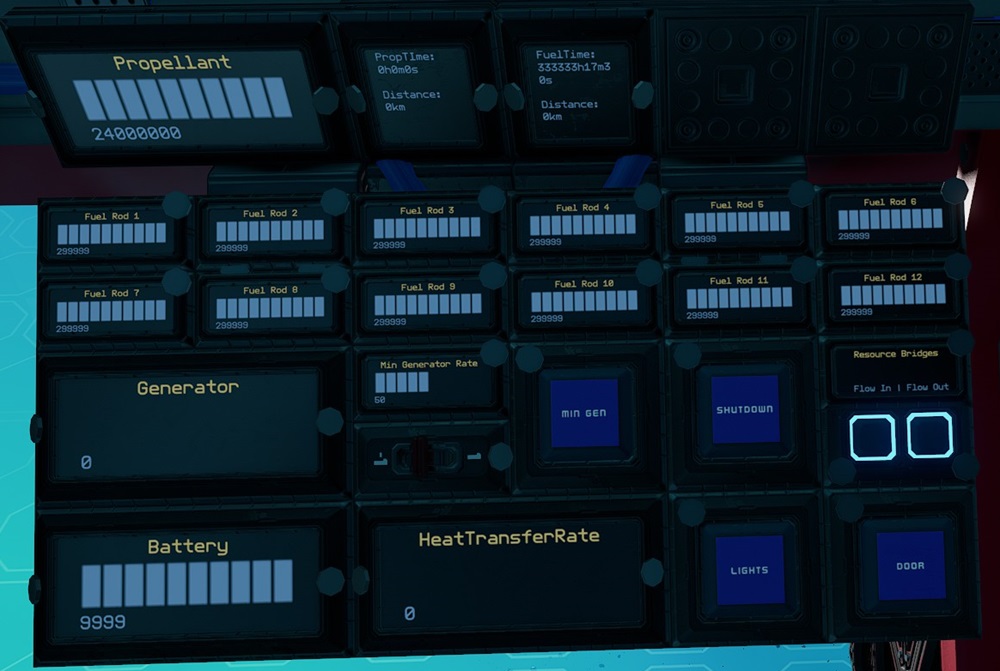 Propellant
24000000
PropTime:
0h0m0s
Distance:
0km
FuelTime:
333333h17m3
0s
Distance:
0km
Fuel Rod 1
299999
Fuel Rod 2
299999
Fuel Rod 3
299999
Fuel Rod 4
299999
Fuel Rod 5
299999
Fuel Rod 6
299999
Fuel Rod 7
299999
Fuel Rod 8
299999
Fuel Rod 9
299999
Fuel Rod 10
299999
Fuel Rod 11
299999
Fuel Rod 12
299999
Generator
0
Min Generator Rate
50
MIN GEN
SHUTDOWN
Resource Bridges
Flow In | Flow Out
Battery
9999
HeatTransferRate
0
LIGHTS
DOOR